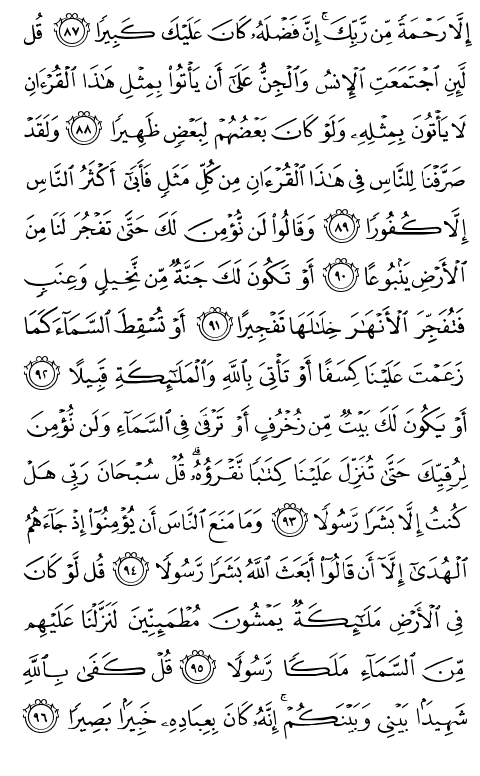 إِلَّا رَحْمَةً مِّن رَّبِّكَ ۚ إِنَّ فَضْلَهُۥ كَانَ عَلَيْكَ كَبِيرًا ٨٧ قُل
لَّئِنِ ٱجْتَمَعَتِ ٱلْإِنسُ وَٱلْجِنُّ عَلَىٰٓ أَن يَأْتُوا۟ بِمِثْلِ هَـٰذَا ٱلْقُرْءَانِ
لَا يَأْتُونَ بِمِثْلِهِۦ وَلَوْ كَانَ بَعْضُهُمْ لِبَعْضٍ ظَهِيرًا ٨٨ وَلَقَدْ
صَرَّفْنَا لِلنَّاسِ فِى هَـٰذَا ٱلْقُرْءَانِ مِن كُلِّ مَثَلٍ فَأَبَىٰٓ أَكْثَرُ ٱلنَّاسِ
إِلَّا كُفُورًا ٨٩ وَقَالُوا۟ لَن نُّؤْمِنَ لَكَ حَتَّىٰ تَفْجُرَ لَنَا مِنَ
ٱلْأَرْضِ يَنۢبُوعًا ٩٠ أَوْ تَكُونَ لَكَ جَنَّةٌ مِّن نَّخِيلٍ وَعِنَبٍ
فَتُفَجِّرَ ٱلْأَنْهَـٰرَ خِلَـٰلَهَا تَفْجِيرًا ٩١ أَوْ تُسْقِطَ ٱلسَّمَآءَ كَمَا
زَعَمْتَ عَلَيْنَا كِسَفًا أَوْ تَأْتِىَ بِٱللَّهِ وَٱلْمَلَـٰٓئِكَةِ قَبِيلًا ٩٢
أَوْ يَكُونَ لَكَ بَيْتٌ مِّن زُخْرُفٍ أَوْ تَرْقَىٰ فِى ٱلسَّمَآءِ وَلَن نُّؤْمِنَ
لِرُقِيِّكَ حَتَّىٰ تُنَزِّلَ عَلَيْنَا كِتَـٰبًا نَّقْرَؤُهُۥ ۗ قُلْ سُبْحَانَ رَبِّى هَلْ
كُنتُ إِلَّا بَشَرًا رَّسُولًا ٩٣ وَمَا مَنَعَ ٱلنَّاسَ أَن يُؤْمِنُوٓا۟ إِذْ جَآءَهُمُ
ٱلْهُدَىٰٓ إِلَّآ أَن قَالُوٓا۟ أَبَعَثَ ٱللَّهُ بَشَرًا رَّسُولًا ٩٤ قُل لَّوْ كَانَ
فِى ٱلْأَرْضِ مَلَـٰٓئِكَةٌ يَمْشُونَ مُطْمَئِنِّينَ لَنَزَّلْنَا عَلَيْهِم
مِّنَ ٱلسَّمَآءِ مَلَكًا رَّسُولًا ٩٥ قُلْ كَفَىٰ بِٱللَّهِ
شَهِيدًۢا بَيْنِى وَبَيْنَكُمْ ۚ إِنَّهُۥ كَانَ بِعِبَادِهِۦ خَبِيرًۢا بَصِيرًا ٩٦